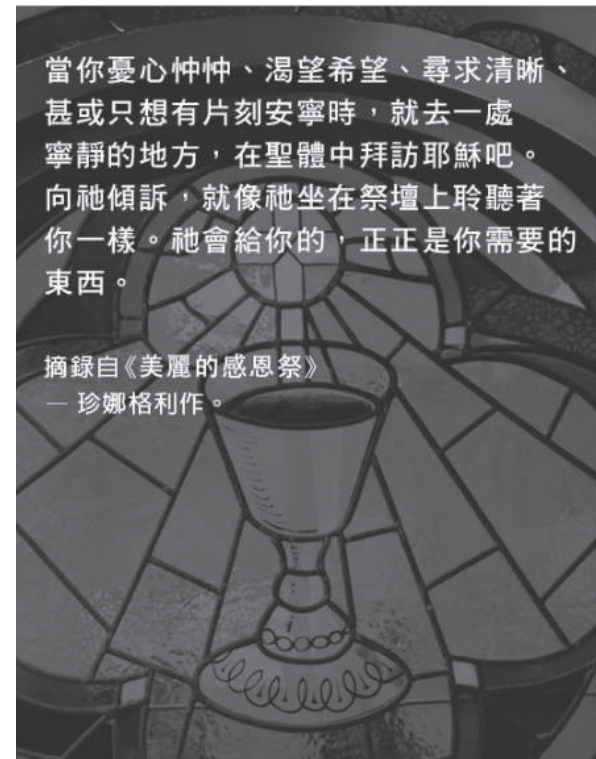 當你憂心忡忡、渴望希望、尋求清晰、
甚或只想有片刻安寧時，就去一處
寧靜的地方，在聖體中拜訪耶穌吧。
向祂傾訴，就像祂坐在祭壇上聆聽著
你一樣。祂會給你的，正正是你需要的
東西。
摘錄自《美麗的感恩祭》
— 珍娜格利作。